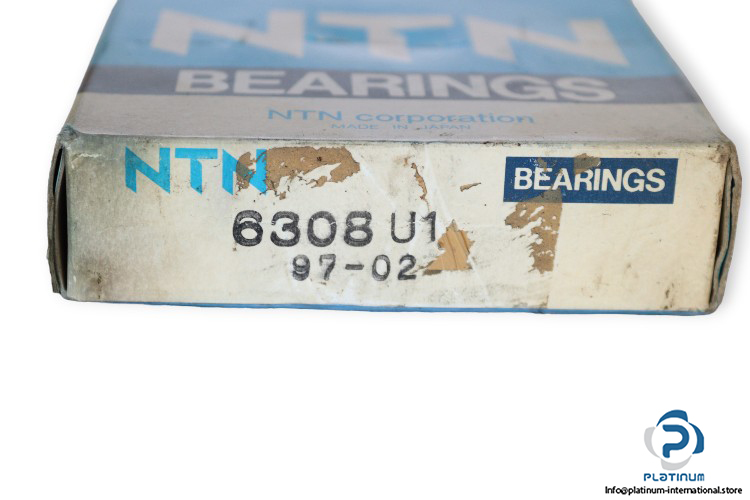 NTN
BEARINGS
NTN corporation
MADE IN JAPAN
NTN BEARINGS
6308 U1
97-02
PLATINUM
Info@platinum-international.store